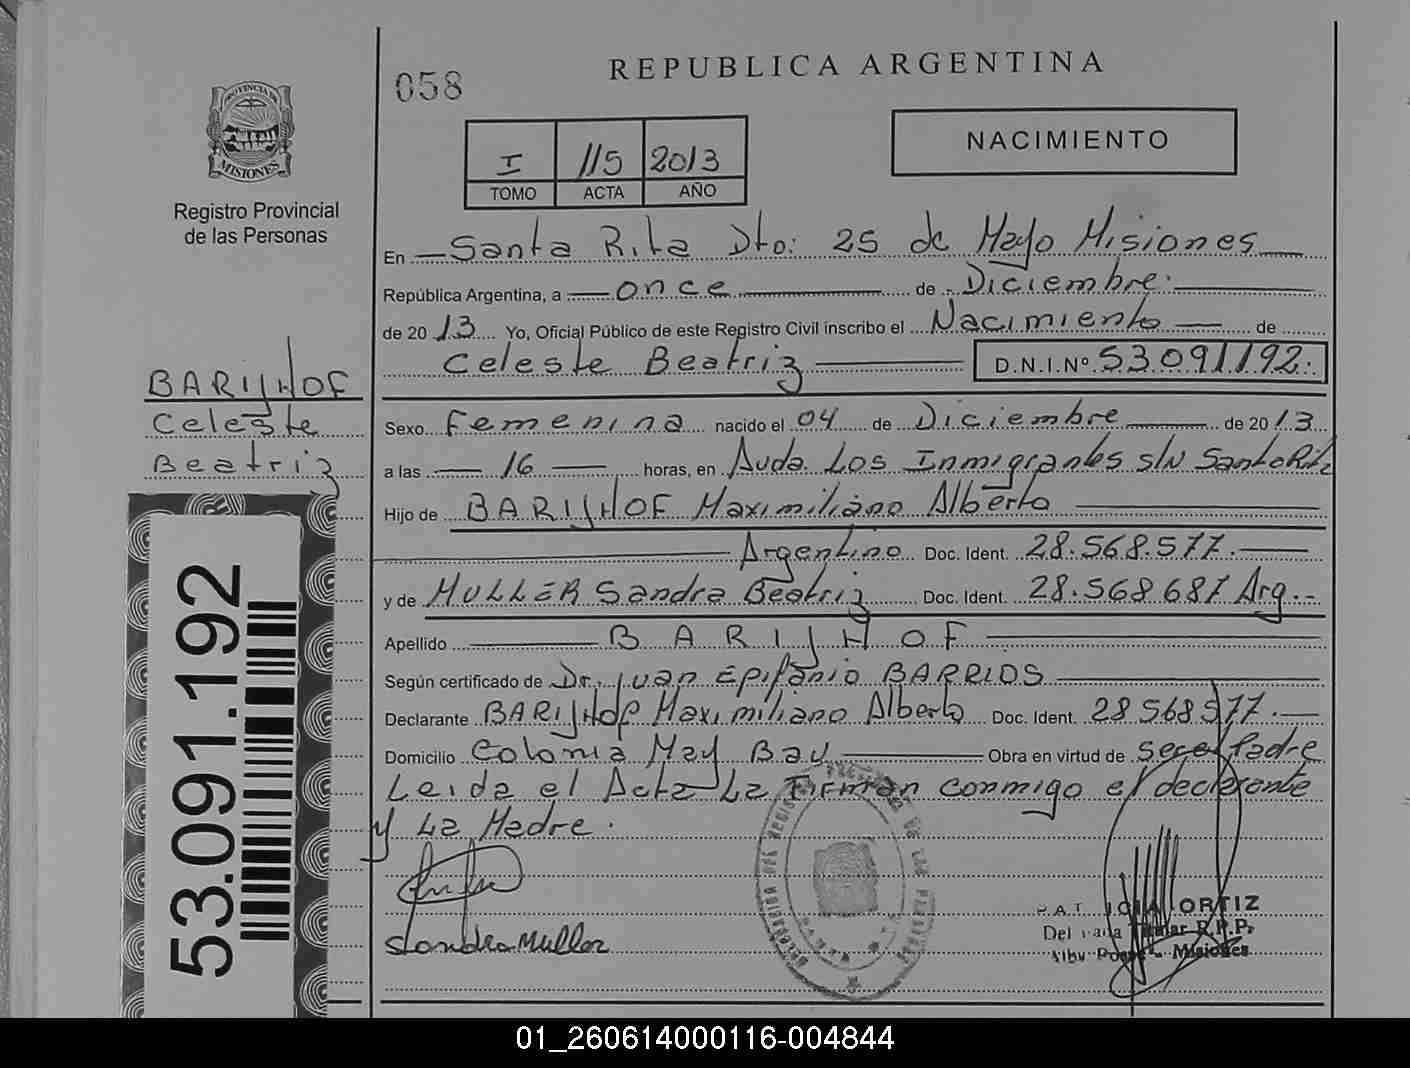 058
REPUBLICA ARGENTINA
PROVINCIA DE
MISIONES
Registro Provincial
de las Personas
NACIMIENTO
I 115 2013
TOMO ACTA AÑO
En Santa Rita Dto: 25 de Mayo Misiones
República Argentina, a once de Diciembre.
de 2013 Yo, Oficial Público de este Registro Civil inscribo el Nacimiento de
Celeste Beatriz D.N.I.Nº 53.091.192.
BARIJHOF
Celeste
Beatriz
Sexo Femenina nacido el 04 de Diciembre de 2013
a las 16 horas, en Avda. Los Inmigrantes S/N Santa Rita
Hijo de BARIJHOF Maximiliano Alberto
Argentino Doc. Ident. 28.568.577.
y de MULLER Sandra Beatriz Doc. Ident. 28.568687 Arg.-
Apellido BARIJHOF
Según certificado de Dr. Juan Epifanio BARRIOS
Declarante BARIJHOF Maximiliano Alberto Doc. Ident. 28568577.
Domicilio Colonia May Bau Obra en virtud de ser el Padre
Leida el Acta La Firman conmigo el declarante
y La Madre.
53.091.192
Sandra Muller
ORTIZ
Titular R.P.P.
Misiones
01_260614000116-004844